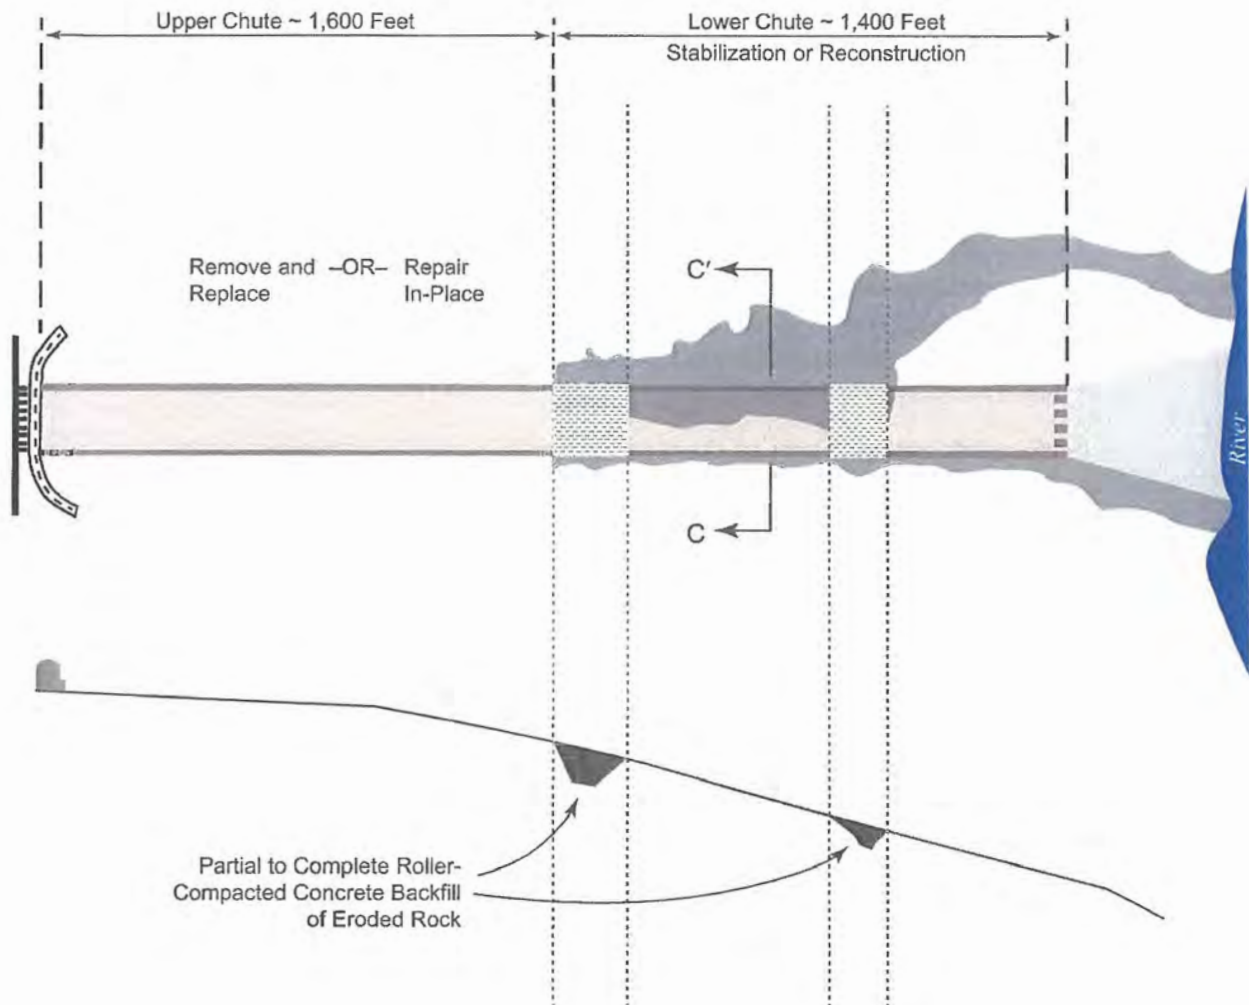 Upper Chute ~ 1,600 Feet
Lower Chute ~ 1,400 Feet
Stabilization or Reconstruction
Remove and –OR– Repair
Replace In-Place
C'
C
River
Partial to Complete Roller-
Compacted Concrete Backfill
of Eroded Rock